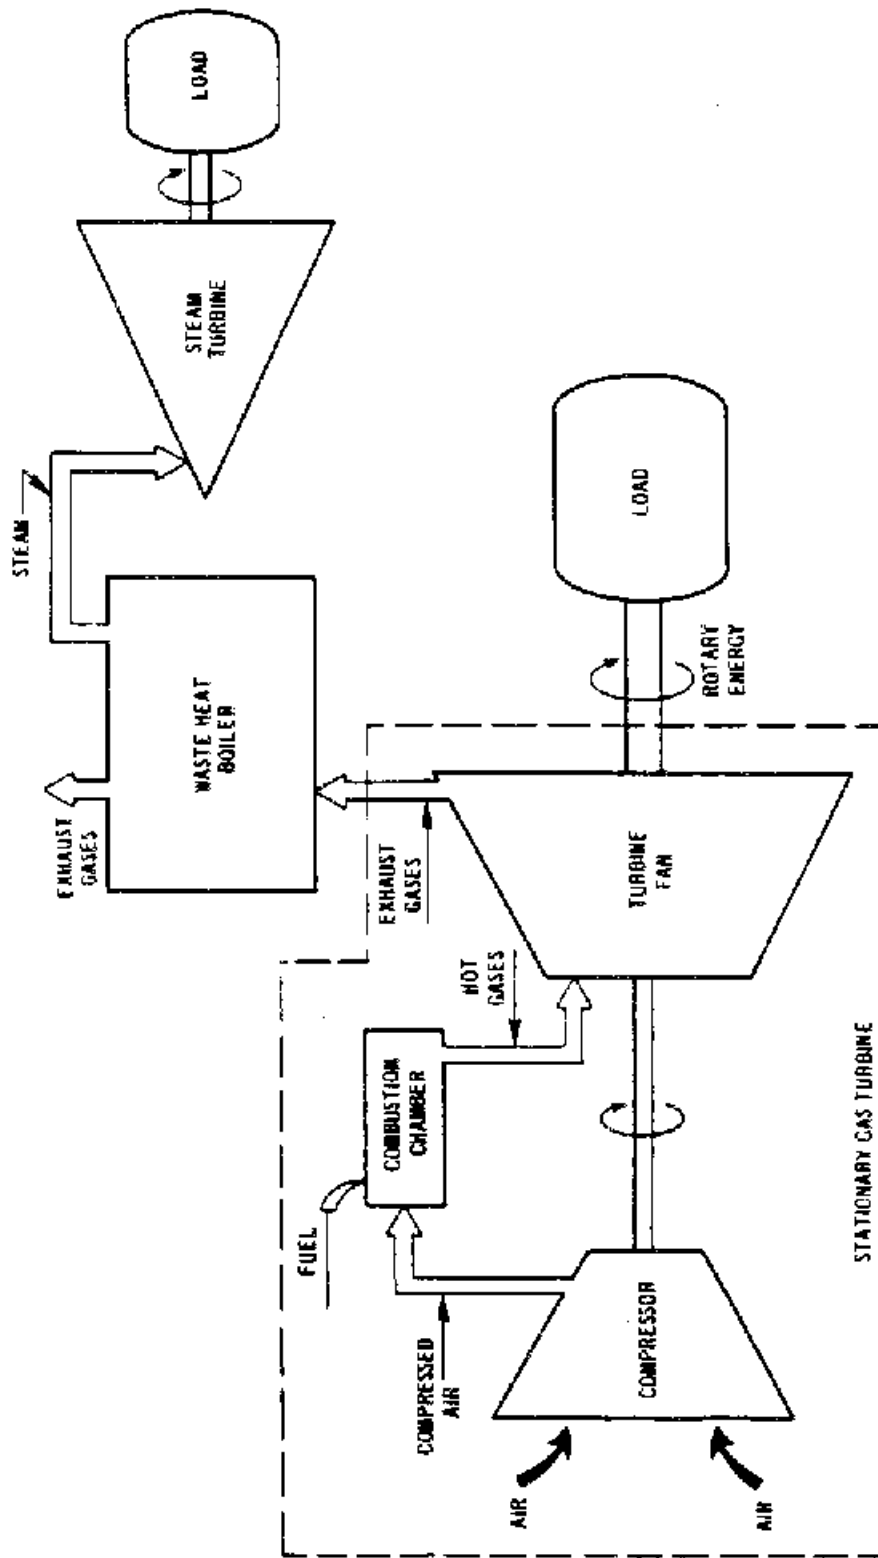 STEAM
EXHAUST
GASES
WASTE HEAT
BOILER
STEAM
TURBINE
LOAD
FUEL
COMBUSTION
CHAMBER
COMPRESSED
AIR
HOT
GASES
EXHAUST
GASES
AIR
AIR
COMPRESSOR
TURBINE
FAN
ROTARY
ENERGY
LOAD
STATIONARY GAS TURBINE